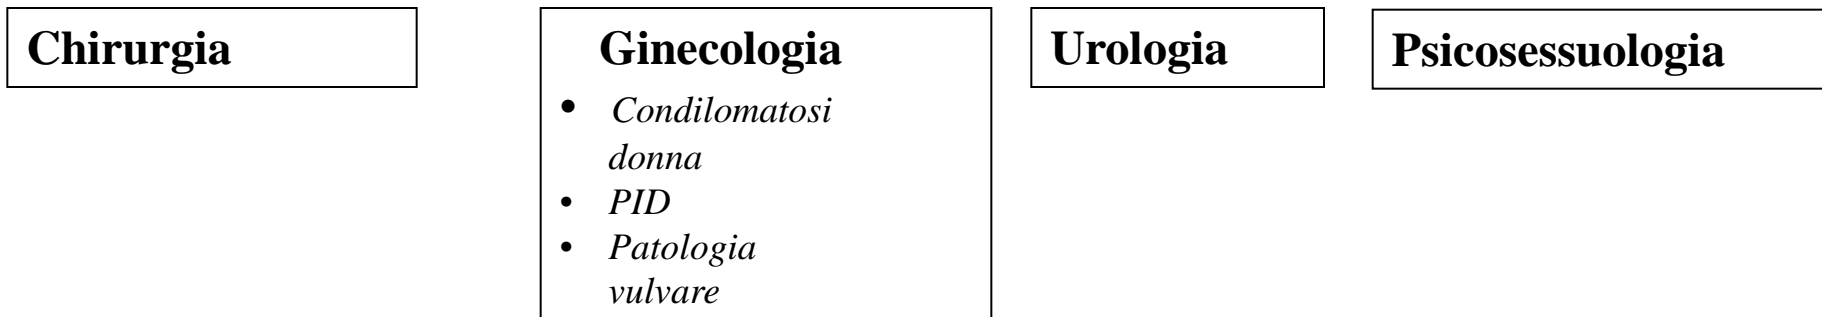 Chirurgia
Ginecologia
• Condilomatosi
donna
• PID
• Patologia
vulvare
Urologia
Psicosessuologia